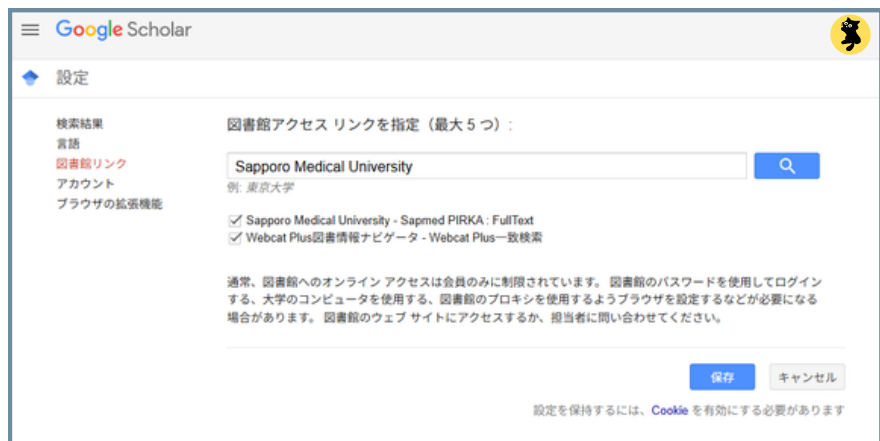 Google Scholar
設定
検索結果
言語
図書館リンク
アカウント
ブラウザの拡張機能
図書館アクセス リンクを指定（最大 5 つ）:
Sapporo Medical University
例: 東京大学
Sapporo Medical University - Sapmed PIRKA : FullText
Webcat Plus図書情報ナビゲータ - Webcat Plus一致検索
通常、図書館へのオンライン アクセスは会員のみに制限されています。 図書館のパスワードを使用してログイン
する、大学のコンピュータを使用する、図書館のプロキシを使用するようブラウザを設定するなどが必要になる
場合があります。 図書館のウェブ サイトにアクセスするか、担当者に問い合わせてください。
保存
キャンセル
設定を保持するには、Cookie を有効にする必要があります